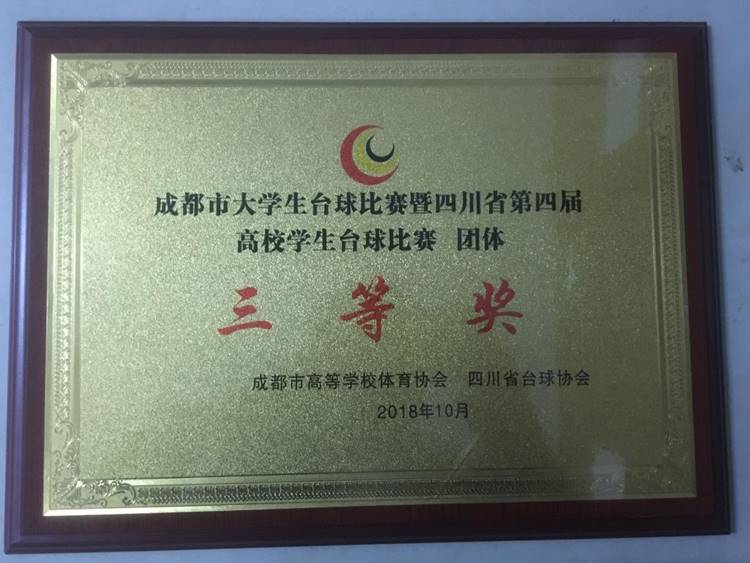 成都市大学生台球比赛暨四川省第四届
高校学生台球比赛 团体
三等奖
成都市高等学校体育协会 四川省台球协会
2018年10月